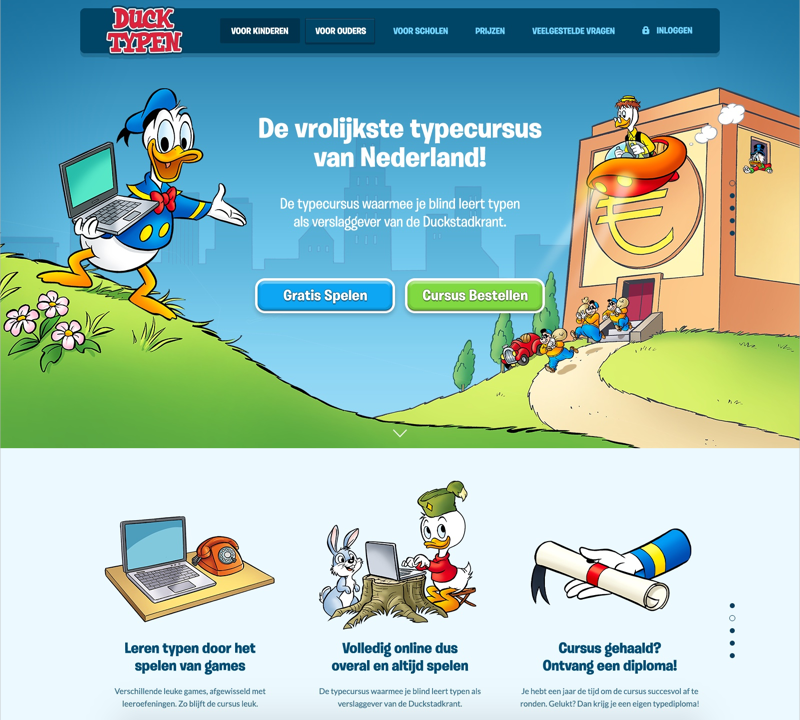 DUCK
TYPEN
VOOR KINDEREN
VOOR OUDERS
VOOR SCHOLEN
PRIJZEN
VEELGESTELDE VRAGEN
INLOGGEN
De vrolijkste typecursus
van Nederland!
De typecursus waarmee je blind leert typen
als verslaggever van de Duckstadkrant.
Gratis Spelen
Cursus Bestellen
€
Leren typen door het
spelen van games
Verschillende leuke games, afgewisseld met
leeroefeningen. Zo blijft de cursus leuk.
Volledig online dus
overal en altijd spelen
De typecursus waarmee je blind leert typen als
verslaggever van de Duckstadkrant.
Cursus gehaald?
Ontvang een diploma!
Je hebt een jaar de tijd om de cursus succesvol af te
ronden. Gelukt? Dan krijg je een eigen typediploma!